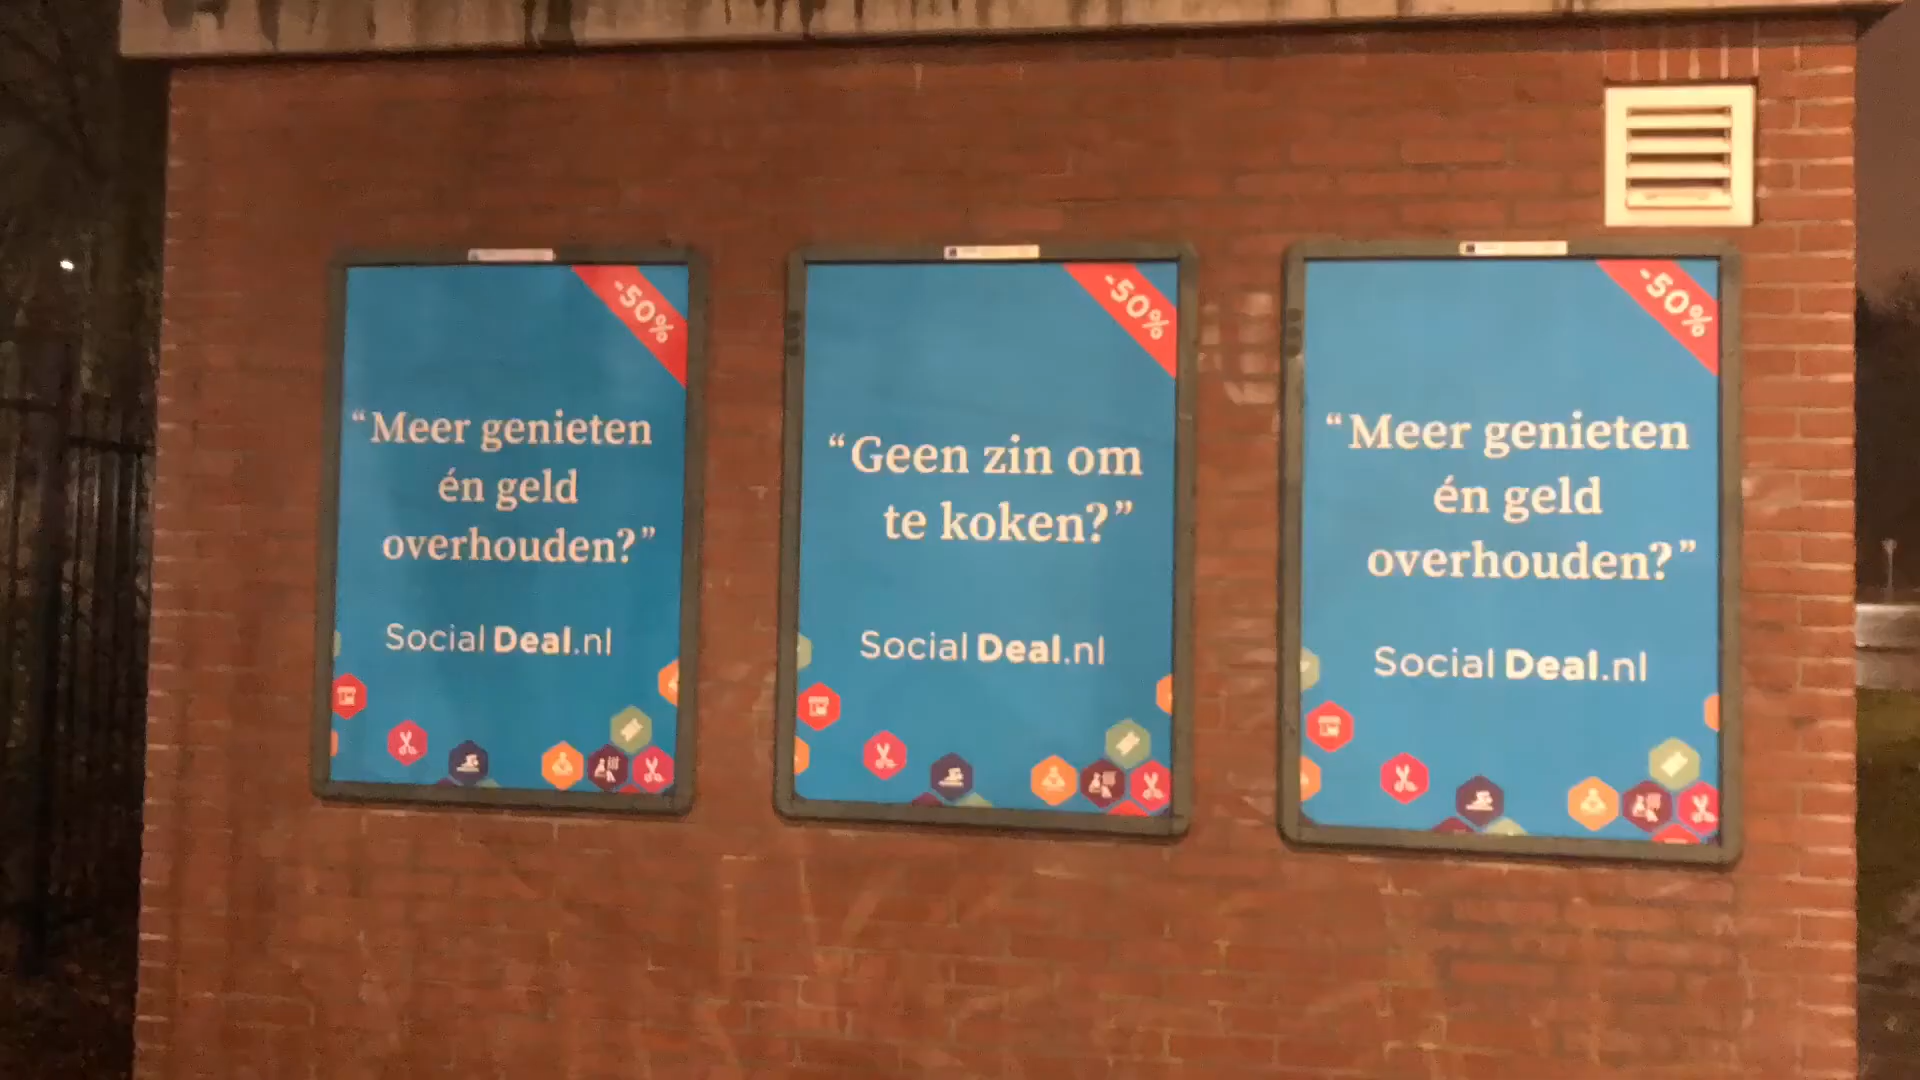 -50%
“Meer genieten
én geld
overhouden?”
Social Deal.nl
-50%
“Geen zin om
te koken?”
Social Deal.nl
-50%
“Meer genieten
én geld
overhouden?”
Social Deal.nl